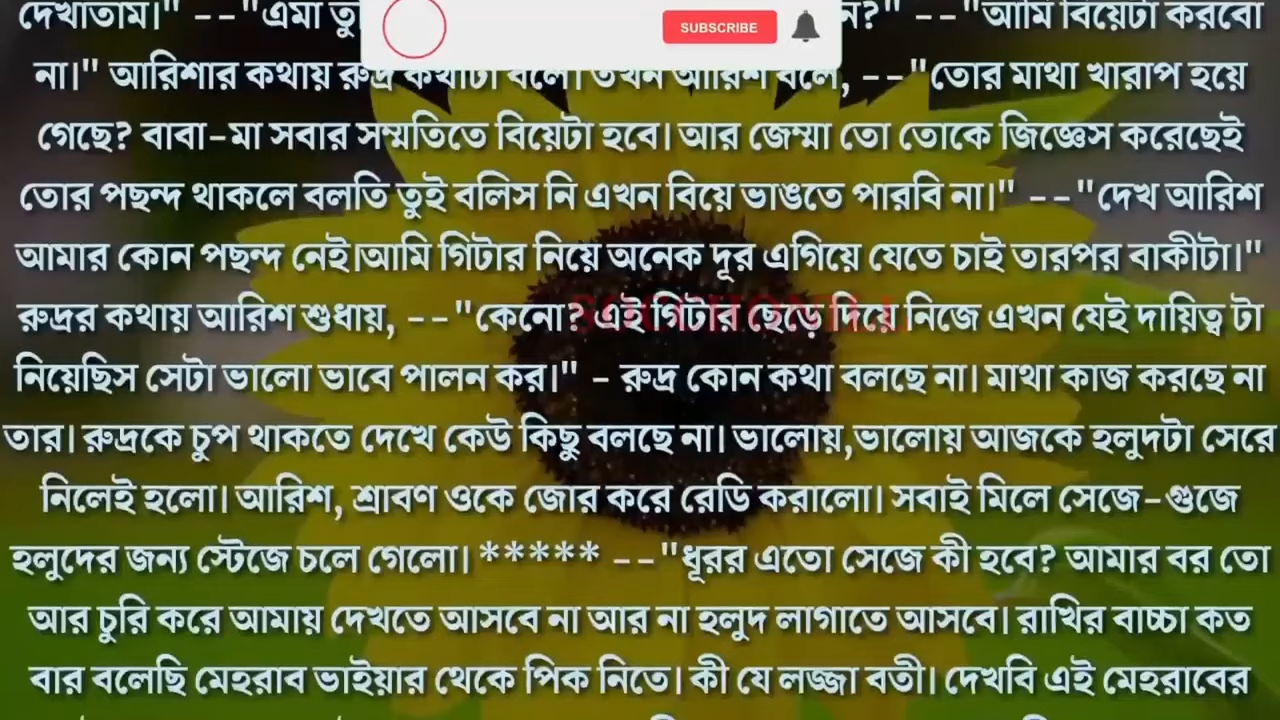 দেখাতাম।" --"এমা তু
ন?" --"আমি বিয়েটা করবো
SUBSCRIBE
না।" আরিশার কথায় রুদ্র কথাটা বলে। তখন আরিশ বলে, --"তোর মাথা খারাপ হয়ে
গেছে? বাবা-মা সবার সম্মতিতে বিয়েটা হবে। আর জেম্মা তো তোকে জিজ্ঞেস করেছেই
তোর পছন্দ থাকলে বলতি তুই বলিস নি এখন বিয়ে ভাঙতে পারবি না।" --"দেখ আরিশ
আমার কোন পছন্দ নেই।আমি গিটার নিয়ে অনেক দূর এগিয়ে যেতে চাই তারপর বাকীটা।"
রুদ্রর কথায় আরিশ শুধায়, --"কেনো? এই গিটার ছেড়ে দিয়ে নিজে এখন যেই দায়িত্ব টা
নিয়েছিস সেটা ভালো ভাবে পালন কর।" - রুদ্র কোন কথা বলছে না। মাথা কাজ করছে না
তার। রুদ্রকে চুপ থাকতে দেখে কেউ কিছু বলছে না। ভালোয়,ভালোয় আজকে হলুদটা সেরে
নিলেই হলো। আরিশ, শ্রাবণ ওকে জোর করে রেডি করালো। সবাই মিলে সেজে-গুজে
হলুদের জন্য স্টেজে চলে গেলো। ***** --"ধূরর এতো সেজে কী হবে? আমার বর তো
আর চুরি করে আমায় দেখতে আসবে না আর না হলুদ লাগাতে আসবে। রাখির বাচ্চা কত
বার বলেছি মেহরাব ভাইয়ার থেকে পিক নিতে। কী যে লজ্জা বতী। দেখবি এই মেহরাবের